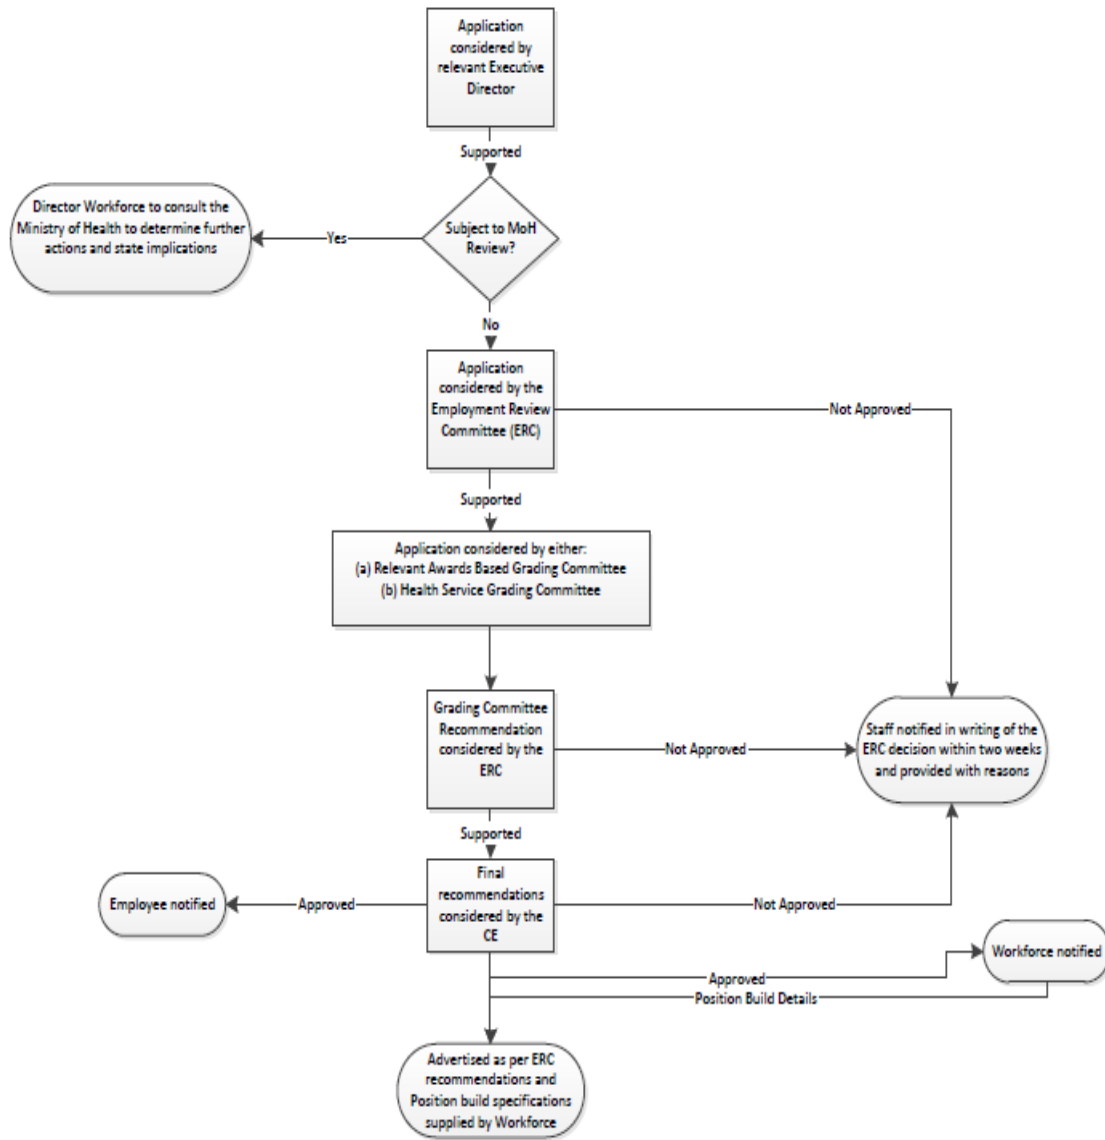 Application
considered by
relevant Executive
Director
Supported
Director Workforce to consult the
Ministry of Health to determine further
actions and state implications
Yes
Subject to MoH
Review?
No
Application
considered by the
Employment Review
Committee (ERC)
Not Approved
Supported
Application considered by either:
(a) Relevant Awards Based Grading Committee
(b) Health Service Grading Committee
Grading Committee
Recommendation
considered by the
ERC
Not Approved
Staff notified in writing of the
ERC decision within two weeks
and provided with reasons
Supported
Employee notified
Approved
Final
recommendations
considered by the
CE
Not Approved
Workforce notified
Approved
Position Build Details
Advertised as per ERC
recommendations and
Position build specifications
supplied by Workforce